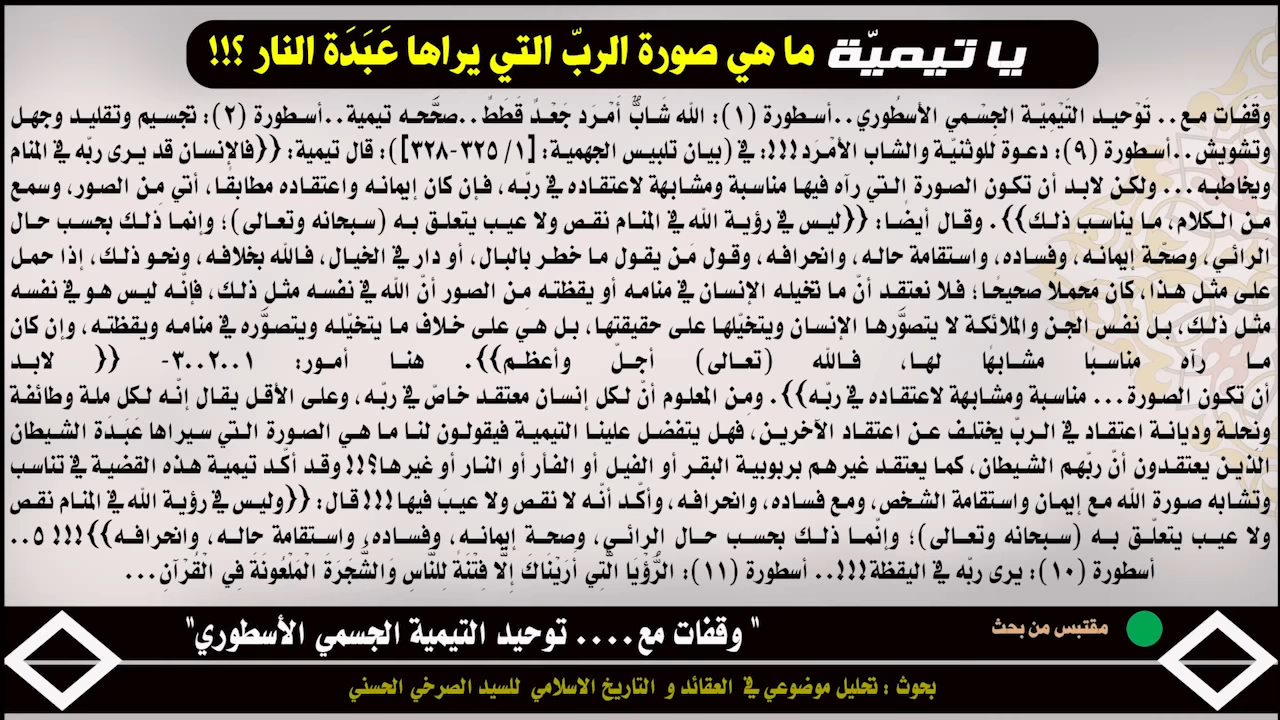 يا تيميّة ما هي صورة الربّ التي يراها عَبَدَة النار ؟!!!
وقَفَات مع.. تَوْحيد التَيْميّة الجِسْمي الأسطُوري..أسطورة (١): الله شَابٌّ أَمْرَد جَعْدٌ قَطَطٌ..صحَّحه تيمية..أسطورة (٢): تجسيم وتقليد وجهل
وتشويش..أسطورة (٩): دعوة للوثنيّة والشاب الأمْرَد!!!: في (بيان تلبيس الجهمية: [١/ ٣٢٥-٣٢٨]): قال تيمية: {{فالإنسان قد يرى ربّه في المنام
ويخاطبه... ولكن لابد أن تكون الصورة التي رآه فيها مناسبة ومشابهة لاعتقاده في ربّه، فإن كان إيمانه واعتقاده مطابقًا، أتي من الصور، وسمع
من الكلام، ما يناسب ذلك}}. وقال أيضًا: {{ليس في رؤية الله في المنام نقص ولا عيب يتعلق به (سبحانه وتعالى)؛ وإنما ذلك بحسب حال
الرائي، وصحّة إيمانه، وفساده، واستقامة حاله، وانحرافه، وقول مَن يقول ما خطر بالبال، أو دار في الخيال، فالله بخلافه، ونحو ذلك، إذا حمل
على مثل هذا، كان محملًا صحيحًا؛ فلا نعتقد أنّ ما تخيله الإنسان في منامه أو يقظته من الصور أنّ الله في نفسه مثل ذلك، فإنّه ليس هو في نفسه
مثل ذلك، بل نفس الجن والملائكة لا يتصوّرها الإنسان ويتخيّلها على حقيقتها، بل هي على خلاف ما يتخيّله ويتصوَّره في منامه ويقظته، وإن كان
ما رآه مناسبًا مشابهًا لها، فالله (تعالى) أجلّ وأعظم}}. هنا أمور: ١..٢..٣- {{ لابد
أن تكون الصورة... مناسبة ومشابهة لاعتقاده في ربّه}}. ومِن المعلوم أنّ لكل إنسان معتقد خاصّ في ربّه، وعلى الأقل يقال إنّه لكل ملة وطائفة
ونحلة وديانة اعتقاد في الربّ يختلف عن اعتقاد الآخرين، فهل يتفضل علينا التيمية فيقولون لنا ما هي الصورة التي سيراها عَبَدَة الشيطان
الذين يعتقدون أنّ ربّهم الشيطان، كما يعتقد غيرهم بربوبية البقر أو الفيل أو الفأر أو النار أو غيرها؟!! وقد أكّد تيمية هذه القضية في تناسب
وتشابه صورة الله مع إيمان واستقامة الشخص، ومع فساده، وانحرافه، وأكّد أنّه لا نقص ولا عيبَ فيها!!! قال: {{وليس في رؤية الله في المنام نقص
ولا عيب يتعلّق به (سبحانه وتعالى)؛ وإنّما ذلك بحسب حال الرائي، وصحة إيمانه، وفساده، واستقامة حاله، وانحرافه}}!!! ٥..
أسطورة (١٠): يرى ربّه في اليقظة!!!.. أسطورة (١١): الرُّؤْيَا الَّتِي أَرَيْنَاكَ إِلَّا فِتْنَةً لِلنَّاسِ وَالشَّجَرَةَ الْمَلْعُونَةَ فِي الْقُرْآنِ...
مقتبس من بحث
" وقفات مع.... توحيد التيمية الجسمي الأسطوري"
بحوث : تحليل موضوعي في العقائد و التاريخ الاسلامي للسيد الصرخي الحسني